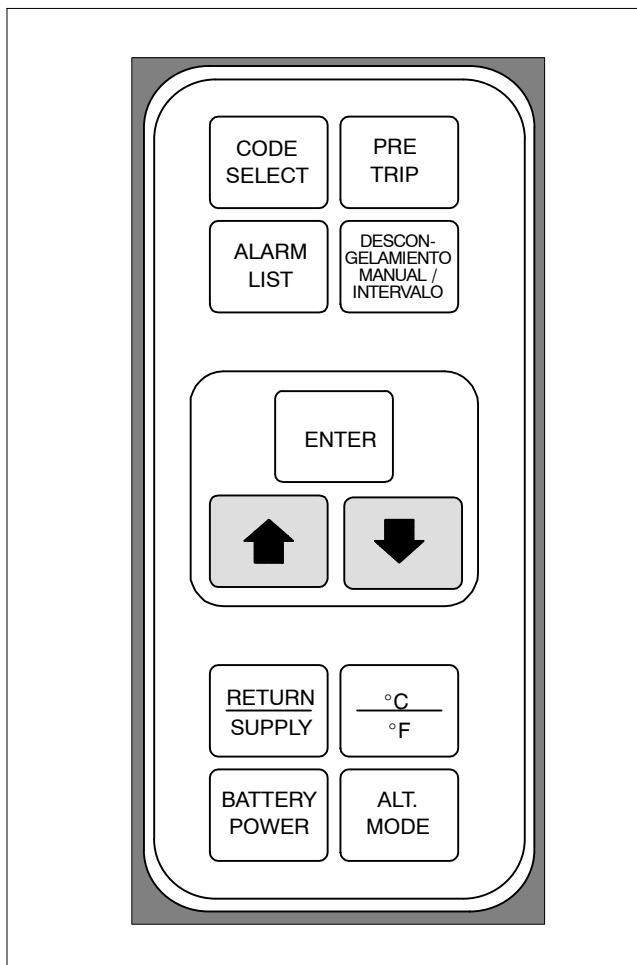 CODE
SELECT
PRE
TRIP
ALARM
LIST
DESCON-
GELAMIENTO
MANUAL /
INTERVALO
ENTER
RETURN
SUPPLY
°C
°F
BATTERY
POWER
ALT.
MODE